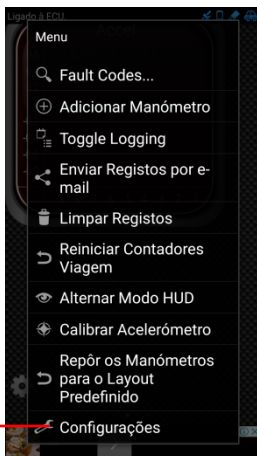 Ligado à ECU
Menu
Fault Codes...
Adicionar Manómetro
Toggle Logging
Enviar Registos por e-
mail
Limpar Registos
Reiniciar Contadores
Viagem
Alternar Modo HUD
Calibrar Acelerómetro
Repôr os Manómetros
para o Layout
Predefinido
Configurações